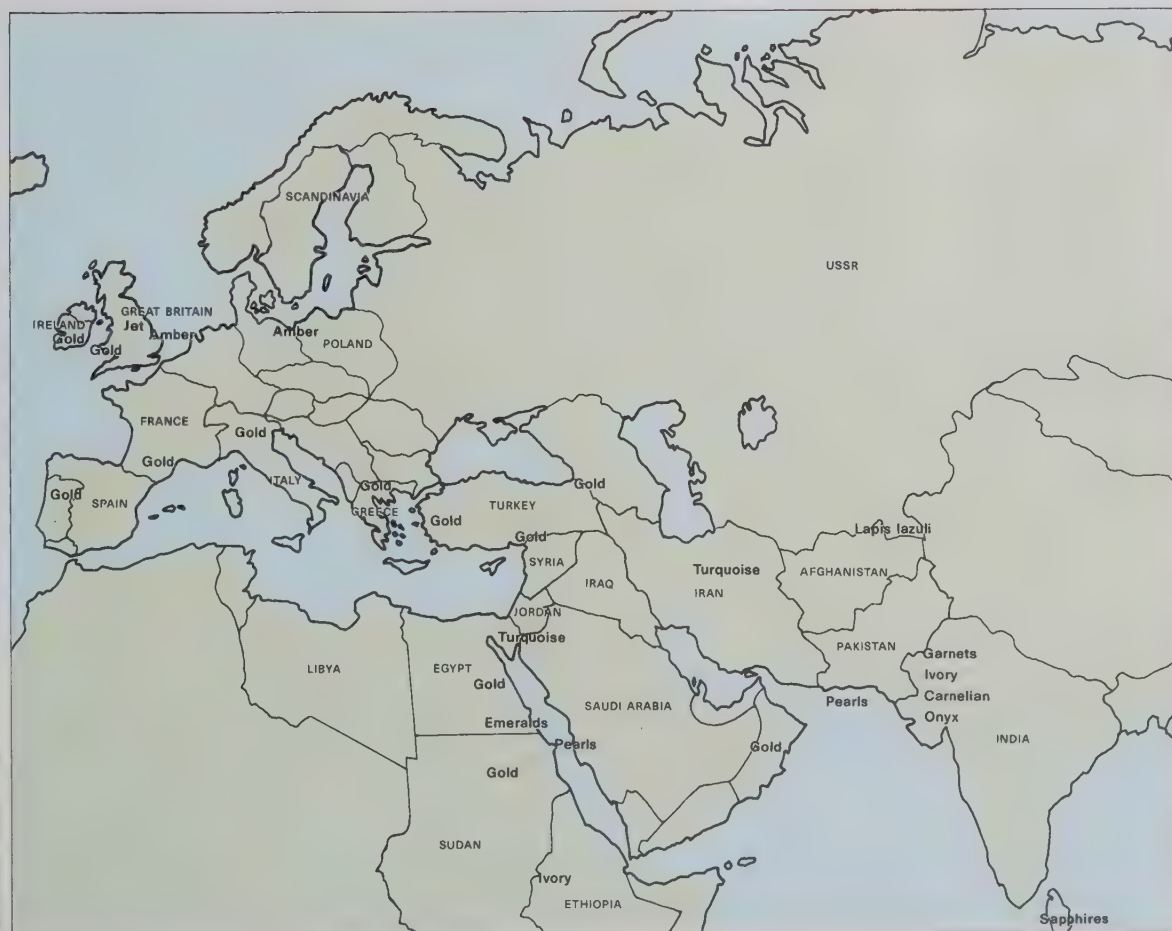 SCANDINAVIA
USSR
GREAT BRITAIN
IRELAND
Jet
Amber
Gold
Gold
Amber
POLAND
FRANCE
Gold
Gold
ITALY
Gold
SPAIN
Gold
GREECE
Gold
TURKEY
Gold
Gold
SYRIA
IRAQ
Turquoise
IRAN
Lapis lazuli
AFGHANISTAN
JORDAN
Turquoise
PAKISTAN
Garnets
Ivory
Carnelian
Onyx
INDIA
LIBYA
EGYPT
Gold
Emeralds
Pearls
SAUDI ARABIA
Gold
Pearls
Gold
SUDAN
Ivory
ETHIOPIA
Sapphires